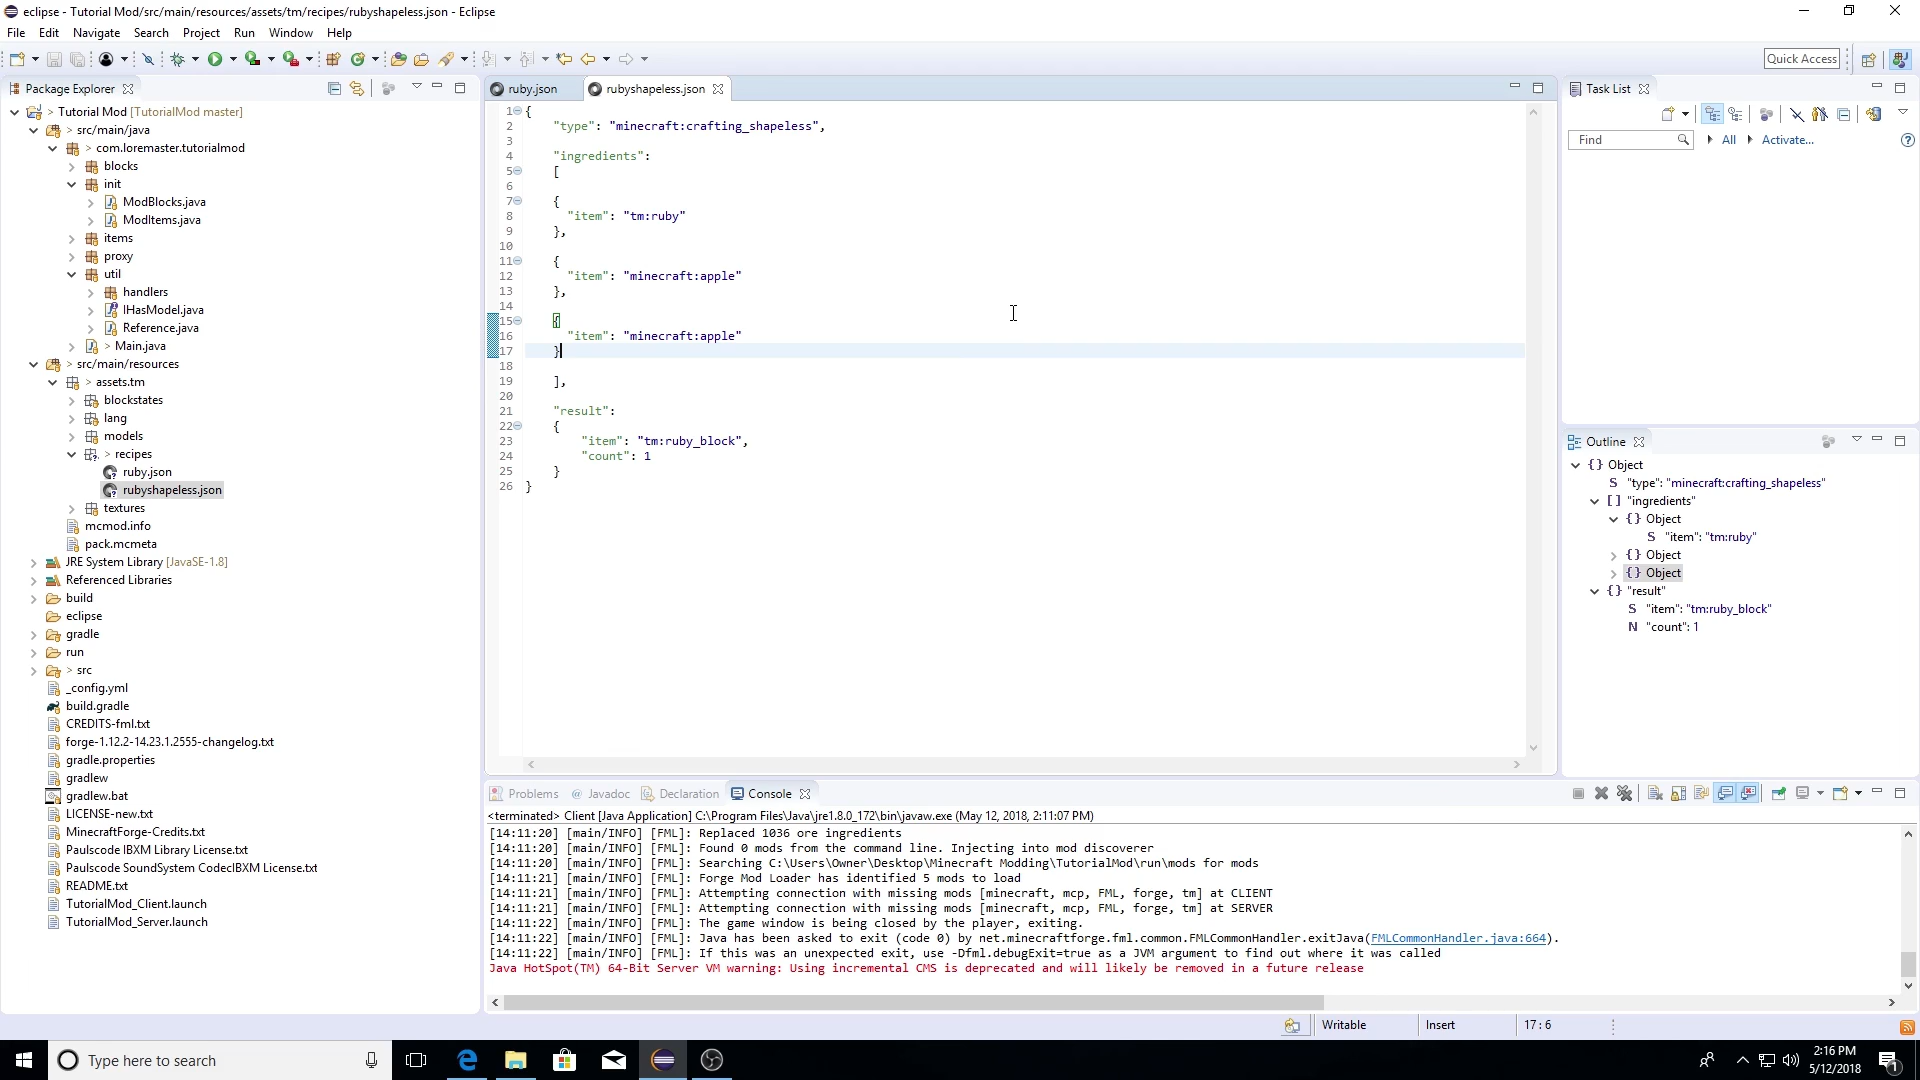 eclipse - Tutorial Mod/src/main/resources/assets/tm/recipes/rubyshapeless.json - Eclipse
File Edit Navigate Search Project Run Window Help
Quick Access
Package Explorer
> Tutorial Mod [TutorialMod master]
> src/main/java
> com.loremaster.tutorialmod
blocks
init
ModBlocks.java
ModItems.java
items
proxy
util
handlers
IHasModel.java
Reference.java
> Main.java
> src/main/resources
> assets.tm
blockstates
lang
models
> recipes
ruby.json
rubyshapeless.json
textures
mcmod.info
pack.mcmeta
JRE System Library [JavaSE-1.8]
Referenced Libraries
build
eclipse
gradle
run
> src
_config.yml
build.gradle
CREDITS-fml.txt
forge-1.12.2-14.23.1.2555-changelog.txt
gradle.properties
gradlew
gradlew.bat
LICENSE-new.txt
MinecraftForge-Credits.txt
Paulscode IBXM Library License.txt
Paulscode SoundSystem CodecIBXM License.txt
README.txt
TutorialMod_Client.launch
TutorialMod_Server.launch
ruby.json rubyshapeless.json
1 {
2 "type": "minecraft:crafting_shapeless",
3
4 "ingredients":
5 [
6
7 {
8 "item": "tm:ruby"
9 },
10
11 {
12 "item": "minecraft:apple"
13 },
14
15 {
16 "item": "minecraft:apple"
17 }
18
19 ],
20
21 "result":
22 {
23 "item": "tm:ruby_block",
24 "count": 1
25 }
26 }
Task List
Find All Activate...
Outline
{} Object
S "type": "minecraft:crafting_shapeless"
[] "ingredients"
{} Object
S "item": "tm:ruby"
{} Object
{} Object
{} "result"
S "item": "tm:ruby_block"
N "count": 1
Problems @ Javadoc Declaration Console
<terminated> Client [Java Application] C:\Program Files\Java\jre1.8.0_172\bin\javaw.exe (May 12, 2018, 2:11:07 PM)
[14:11:20] [main/INFO] [FML]: Replaced 1036 ore ingredients
[14:11:20] [main/INFO] [FML]: Found 0 mods from the command line. Injecting into mod discoverer
[14:11:20] [main/INFO] [FML]: Searching C:\Users\Owner\Desktop\Minecraft Modding\TutorialMod\run\mods for mods
[14:11:21] [main/INFO] [FML]: Forge Mod Loader has identified 5 mods to load
[14:11:21] [main/INFO] [FML]: Attempting connection with missing mods [minecraft, mcp, FML, forge, tm] at CLIENT
[14:11:21] [main/INFO] [FML]: Attempting connection with missing mods [minecraft, mcp, FML, forge, tm] at SERVER
[14:11:22] [main/INFO] [FML]: The game window is being closed by the player, exiting.
[14:11:22] [main/INFO] [FML]: Java has been asked to exit (code 0) by net.minecraftforge.fml.common.FMLCommonHandler.exitJava(FMLCommonHandler.java:664).
[14:11:22] [main/INFO] [FML]: If this was an unexpected exit, use -Dfml.debugExit=true as a JVM argument to find out where it was called
Java HotSpot(TM) 64-Bit Server VM warning: Using incremental CMS is deprecated and will likely be removed in a future release
Writable Insert 17 : 6
Type here to search
2:16 PM
5/12/2018
1